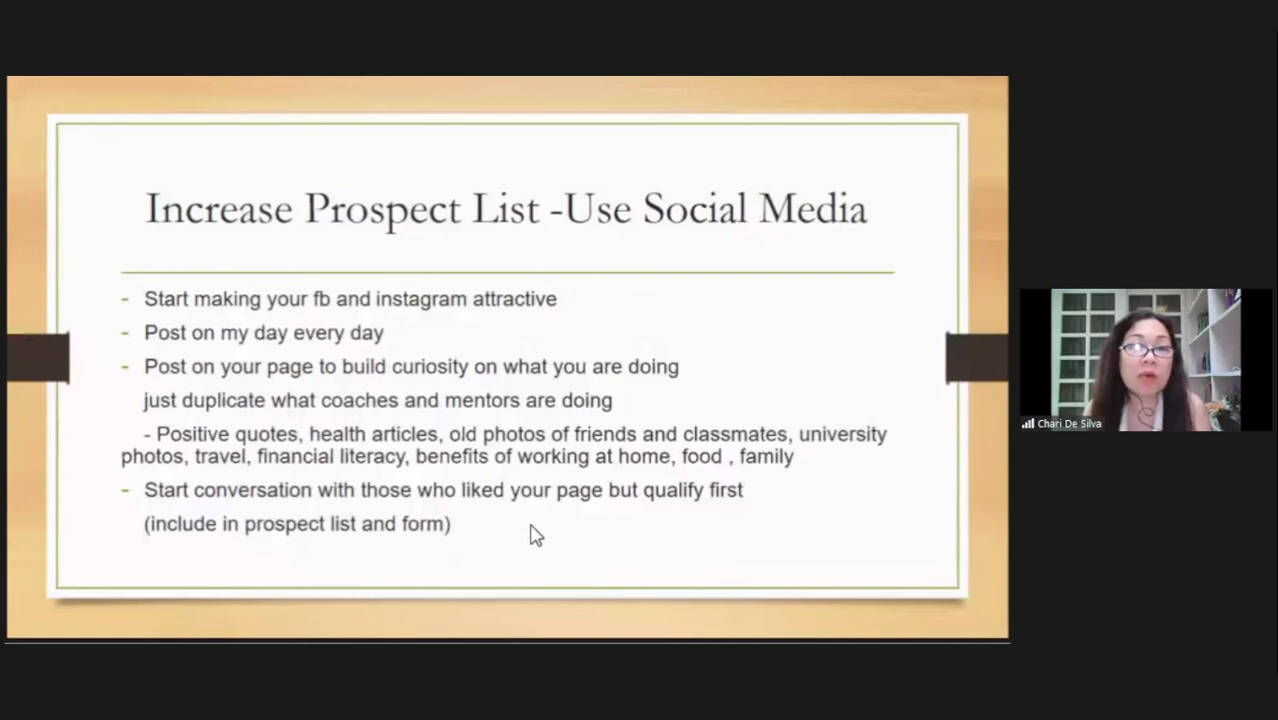 Increase Prospect List -Use Social Media
- Start making your fb and instagram attractive
- Post on my day every day
- Post on your page to build curiosity on what you are doing
just duplicate what coaches and mentors are doing
- Positive quotes, health articles, old photos of friends and classmates, university
photos, travel, financial literacy, benefits of working at home, food , family
- Start conversation with those who liked your page but qualify first
(include in prospect list and form)
Chari De Silva